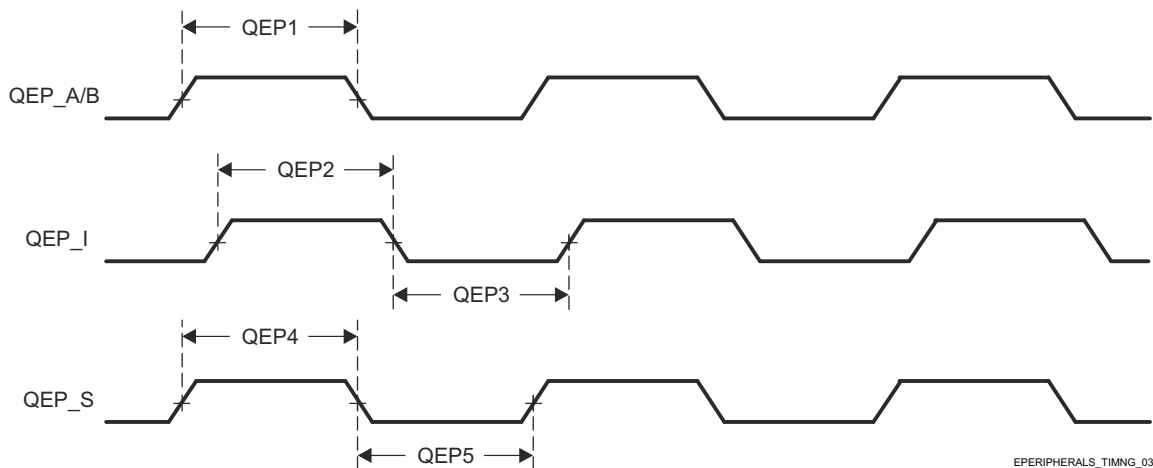 QEP1
QEP_A/B
QEP2
QEP_I
QEP3
QEP4
QEP_S
QEP5
EPERIPHERALS_TIMNG_03